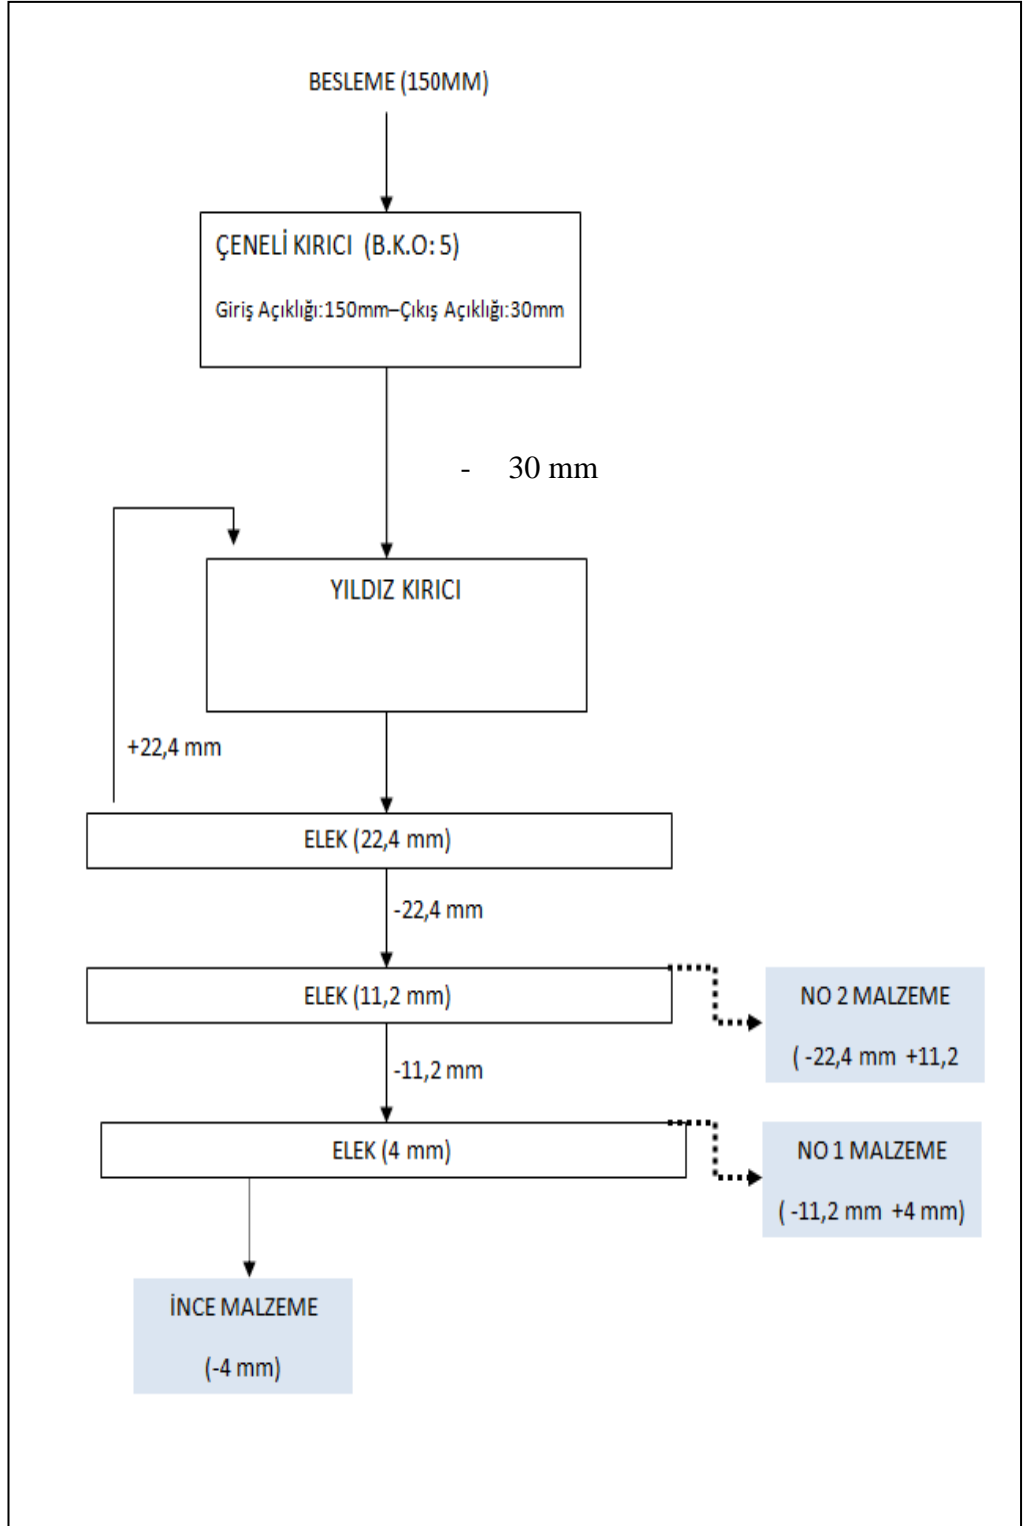 BESLEME (150MM)
ÇENELİ KIRICI (B.K.O: 5)
Giriş Açıklığı:150mm–Çıkış Açıklığı:30mm
- 30 mm
YILDIZ KIRICI
+22,4 mm
ELEK (22,4 mm)
-22,4 mm
ELEK (11,2 mm)
NO 2 MALZEME
( -22,4 mm +11,2
-11,2 mm
ELEK (4 mm)
NO 1 MALZEME
( -11,2 mm +4 mm)
İNCE MALZEME
(-4 mm)